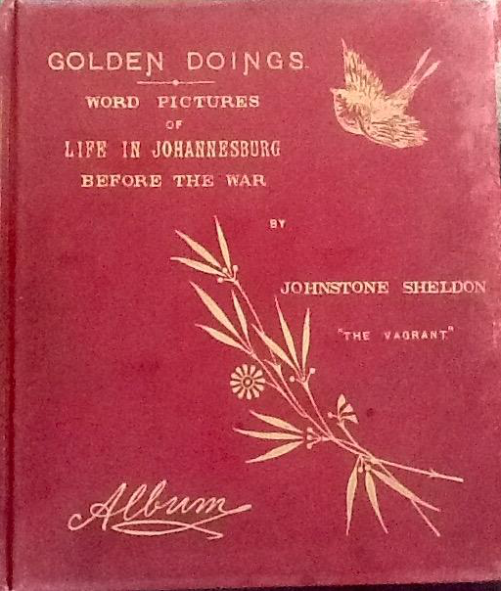 GOLDEN DOINGS.
WORD PICTURES
OF
LIFE IN JOHANNESBURG
BEFORE THE WAR
BY
JOHNSTONE SHELDON
"THE VAGRANT."
Album